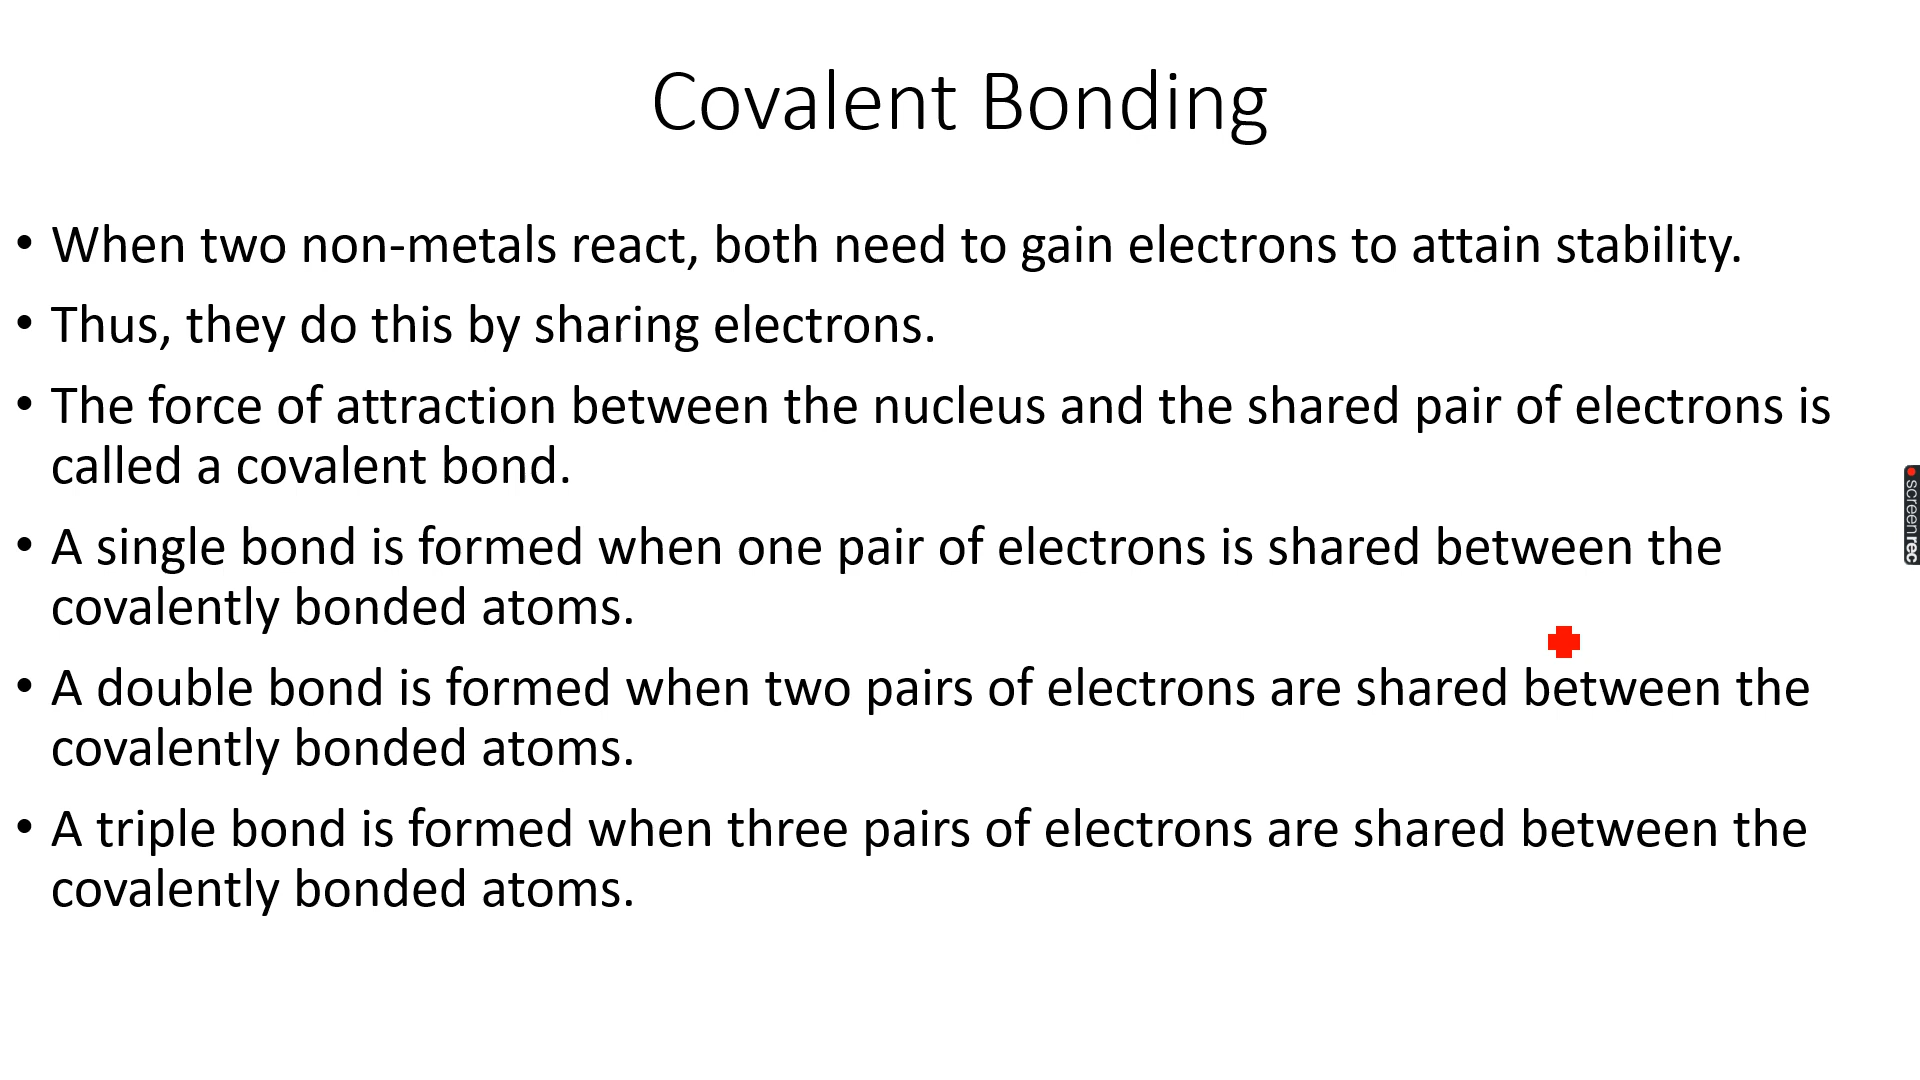 Covalent Bonding
• When two non-metals react, both need to gain electrons to attain stability.
• Thus, they do this by sharing electrons.
• The force of attraction between the nucleus and the shared pair of electrons is
called a covalent bond.
• A single bond is formed when one pair of electrons is shared between the
covalently bonded atoms.
• A double bond is formed when two pairs of electrons are shared between the
covalently bonded atoms.
• A triple bond is formed when three pairs of electrons are shared between the
covalently bonded atoms.
screenrec